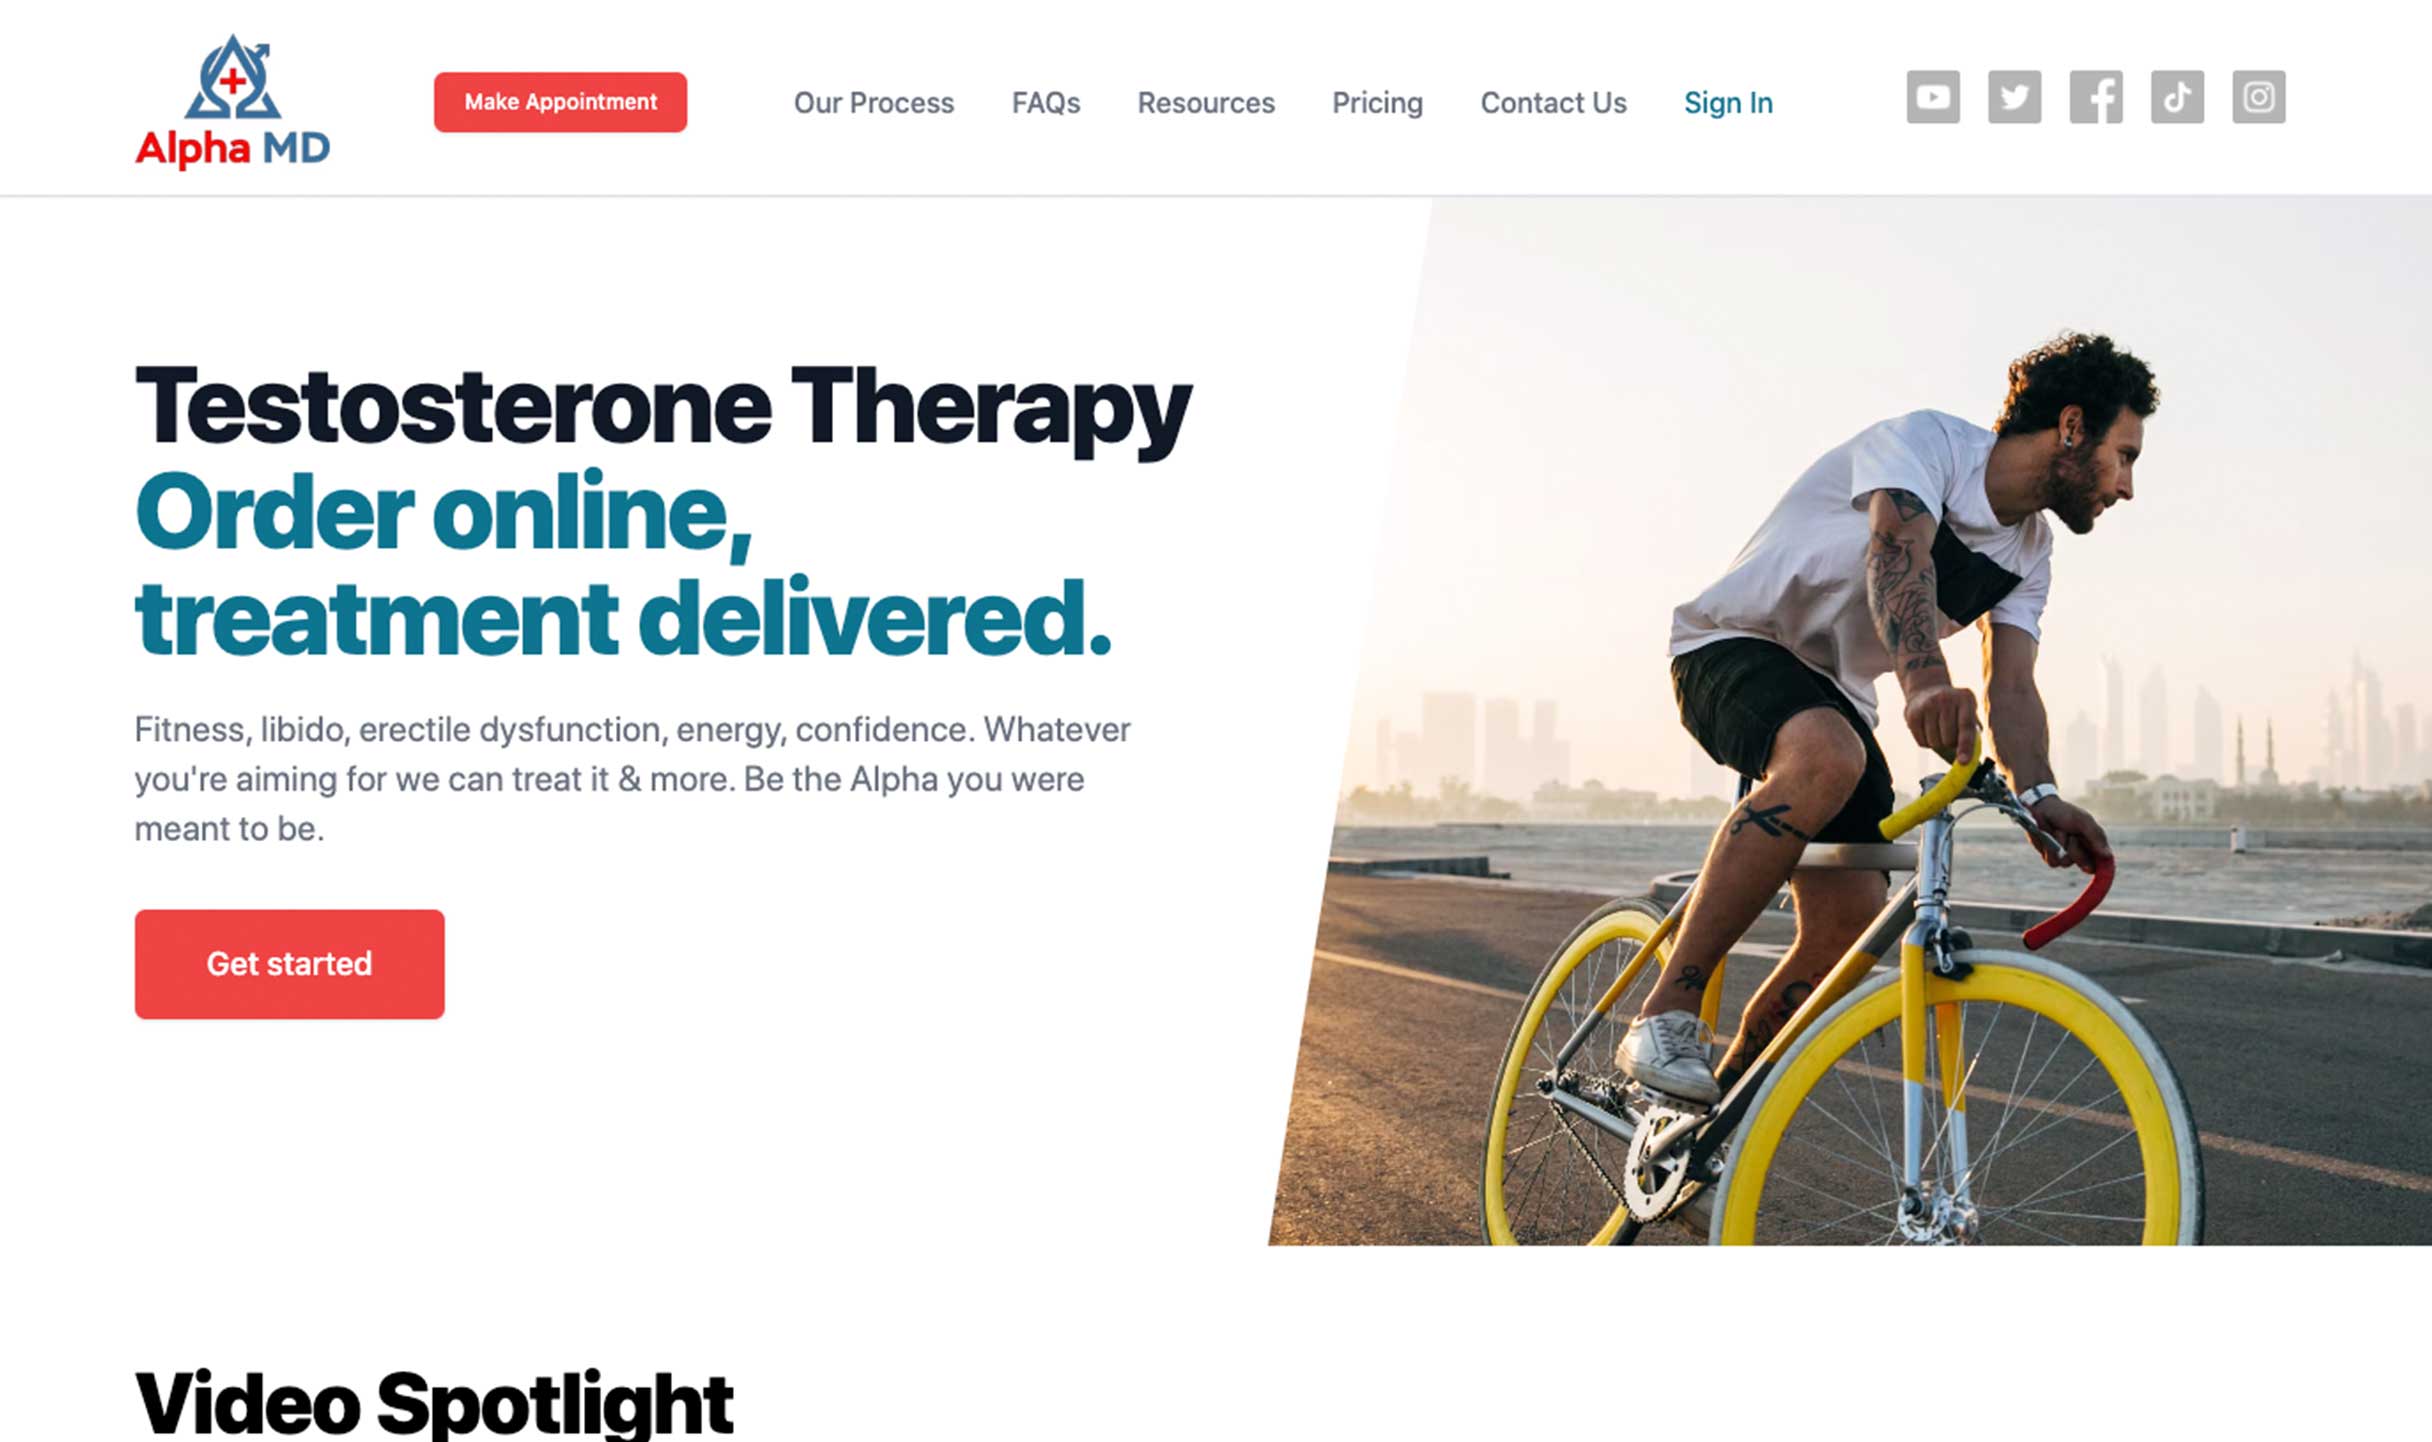 Alpha MD
Make Appointment
Our Process
FAQs
Resources
Pricing
Contact Us
Sign In
Testosterone Therapy
Order online,
treatment delivered.
Fitness, libido, erectile dysfunction, energy, confidence. Whatever
you're aiming for we can treat it & more. Be the Alpha you were
meant to be.
Get started
Video Spotlight